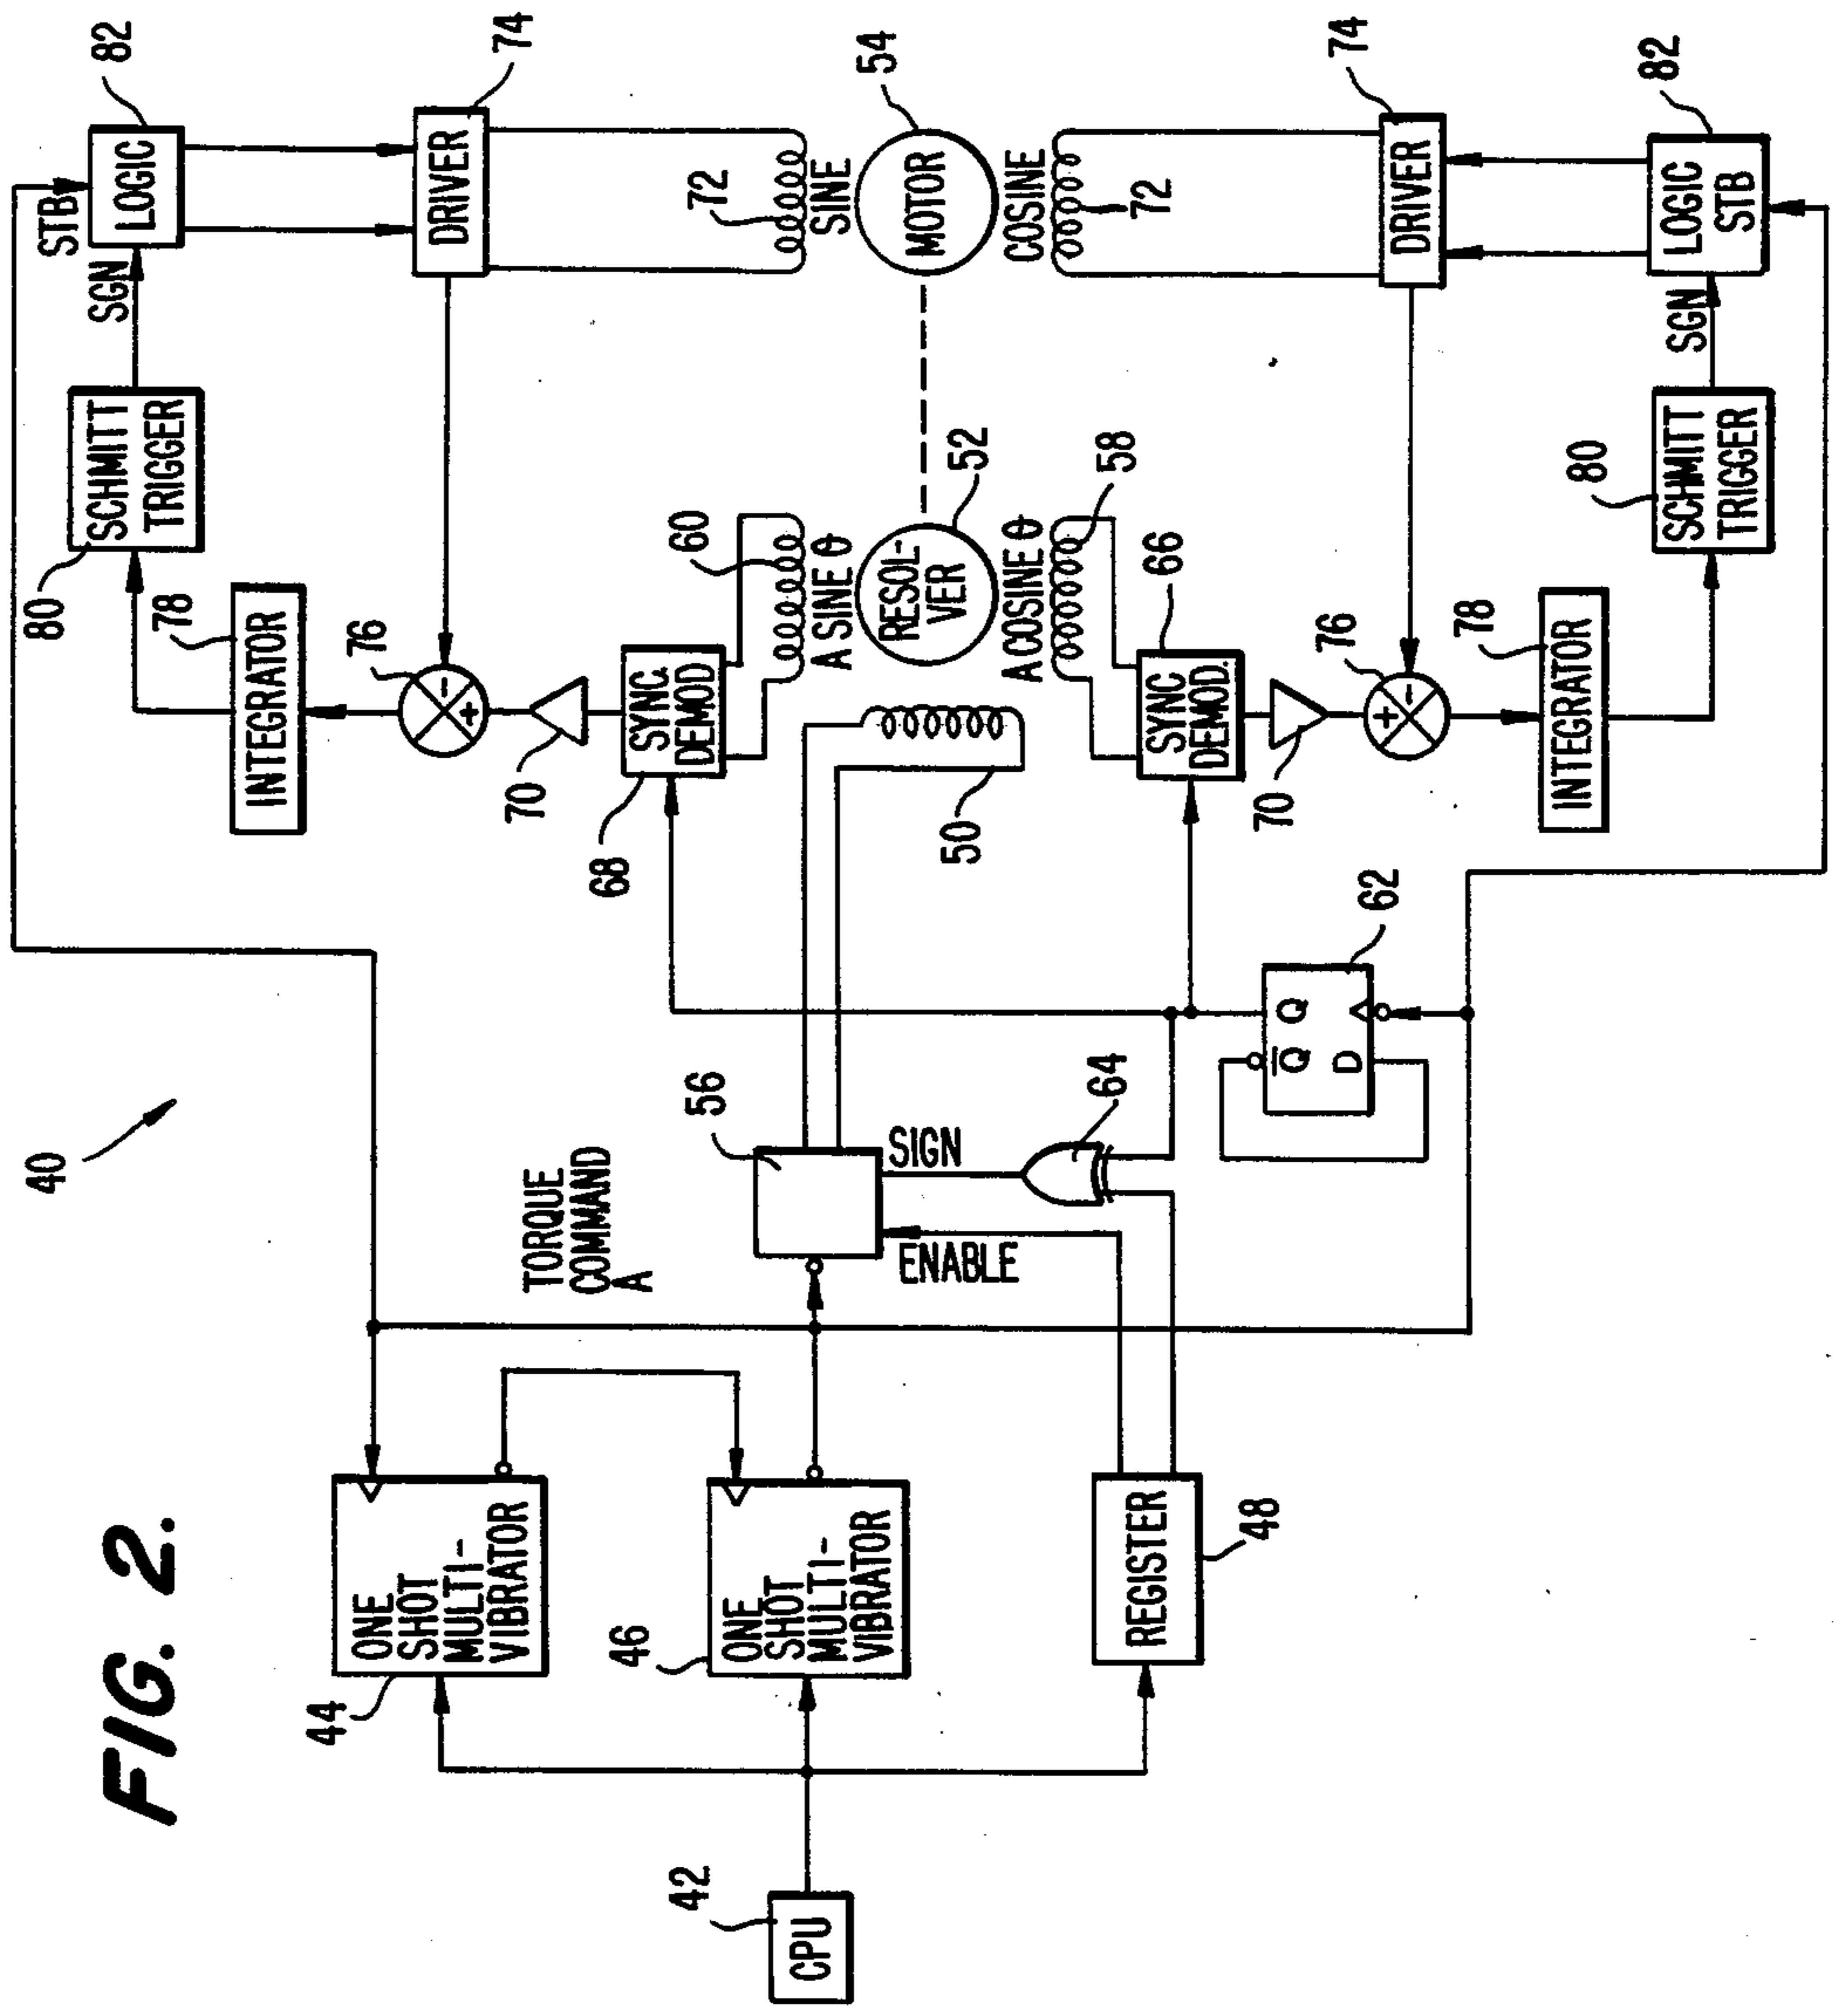 FIG. 2.
40
CPU
42
ONE
SHOT
MULTI-
VIBRATOR
44
ONE
SHOT
MULTI-
VIBRATOR
46
REGISTER
48
TORQUE
COMMAND
A
56
SIGN
ENABLE
64
Q
Q̅
D
62
50
SYNC
DEMOD
68
SYNC
DEMOD.
66
60
A SINE θ
RESOL-
VER
52
A COSINE θ
58
70
70
+
-
76
+
-
76
INTEGRATOR
78
INTEGRATOR
78
SCHMITT
TRIGGER
80
SCHMITT
TRIGGER
80
SGN
STB
LOGIC
82
SGN
LOGIC
STB
82
DRIVER
74
DRIVER
74
72
SINE
MOTOR
54
COSINE
72